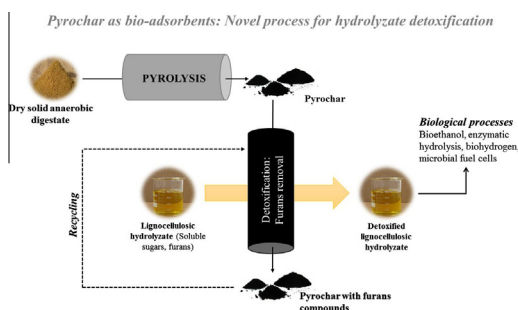 Pyrochar as bio-adsorbents: Novel process for hydrolyzate detoxification
PYROLYSIS
Dry solid anaerobic
digestate
Pyrochar
Biological processes
Bioethanol, enzymatic
hydrolysis, biohydrogen,
microbial fuel cells
Detoxification:
Furans removal
Recycling
Lignocellulosic
hydrolyzate (Soluble
sugars, furans)
Detoxified
lignocellulosic
hydrolyzate
Pyrochar with furans
compounds